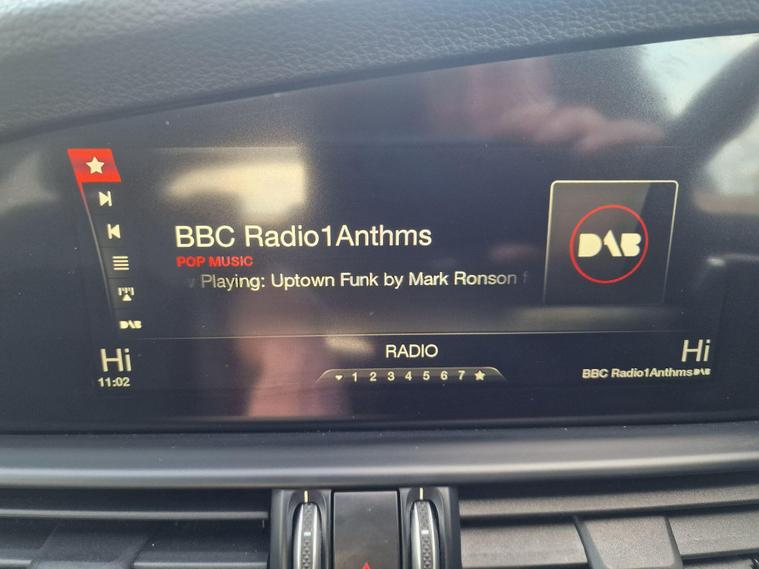 BBC Radio1Anthms
POP MUSIC
Playing: Uptown Funk by Mark Ronson
DAB
DAB
Hi
11:02
RADIO
1 2 3 4 5 6 7
Hi
BBC Radio1Anthms DAB